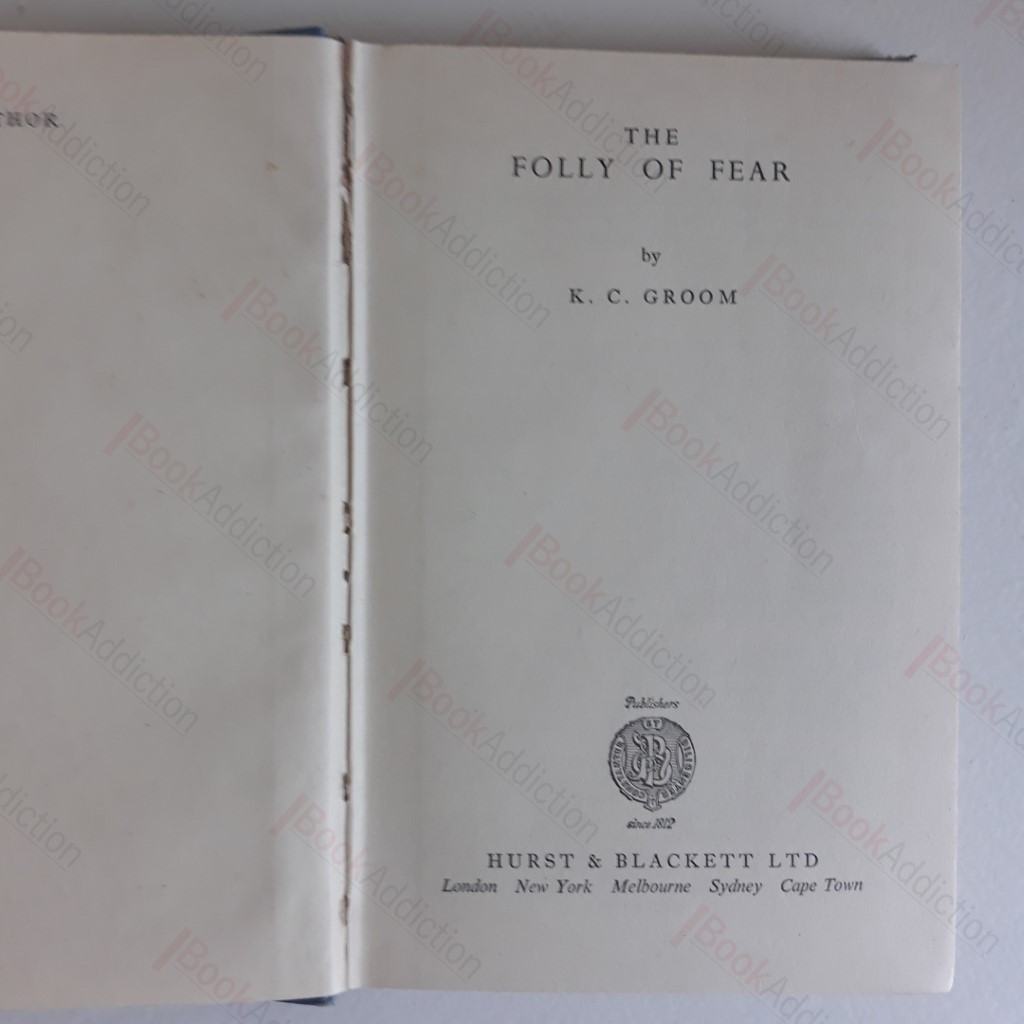 THOR
THE
FOLLY OF FEAR
by
K. C. GROOM
Publishers
since 1812
HURST & BLACKETT LTD
London New York Melbourne Sydney Cape Town
BookAddiction